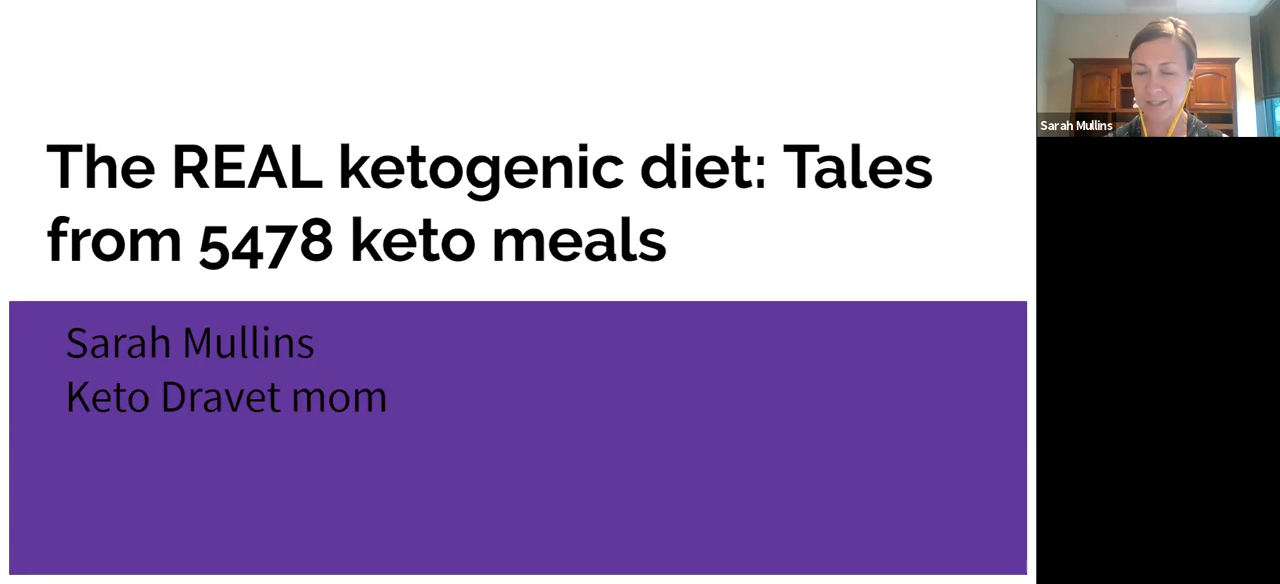 The REAL ketogenic diet: Tales
from 5478 keto meals
Sarah Mullins
Keto Dravet mom
Sarah Mullins